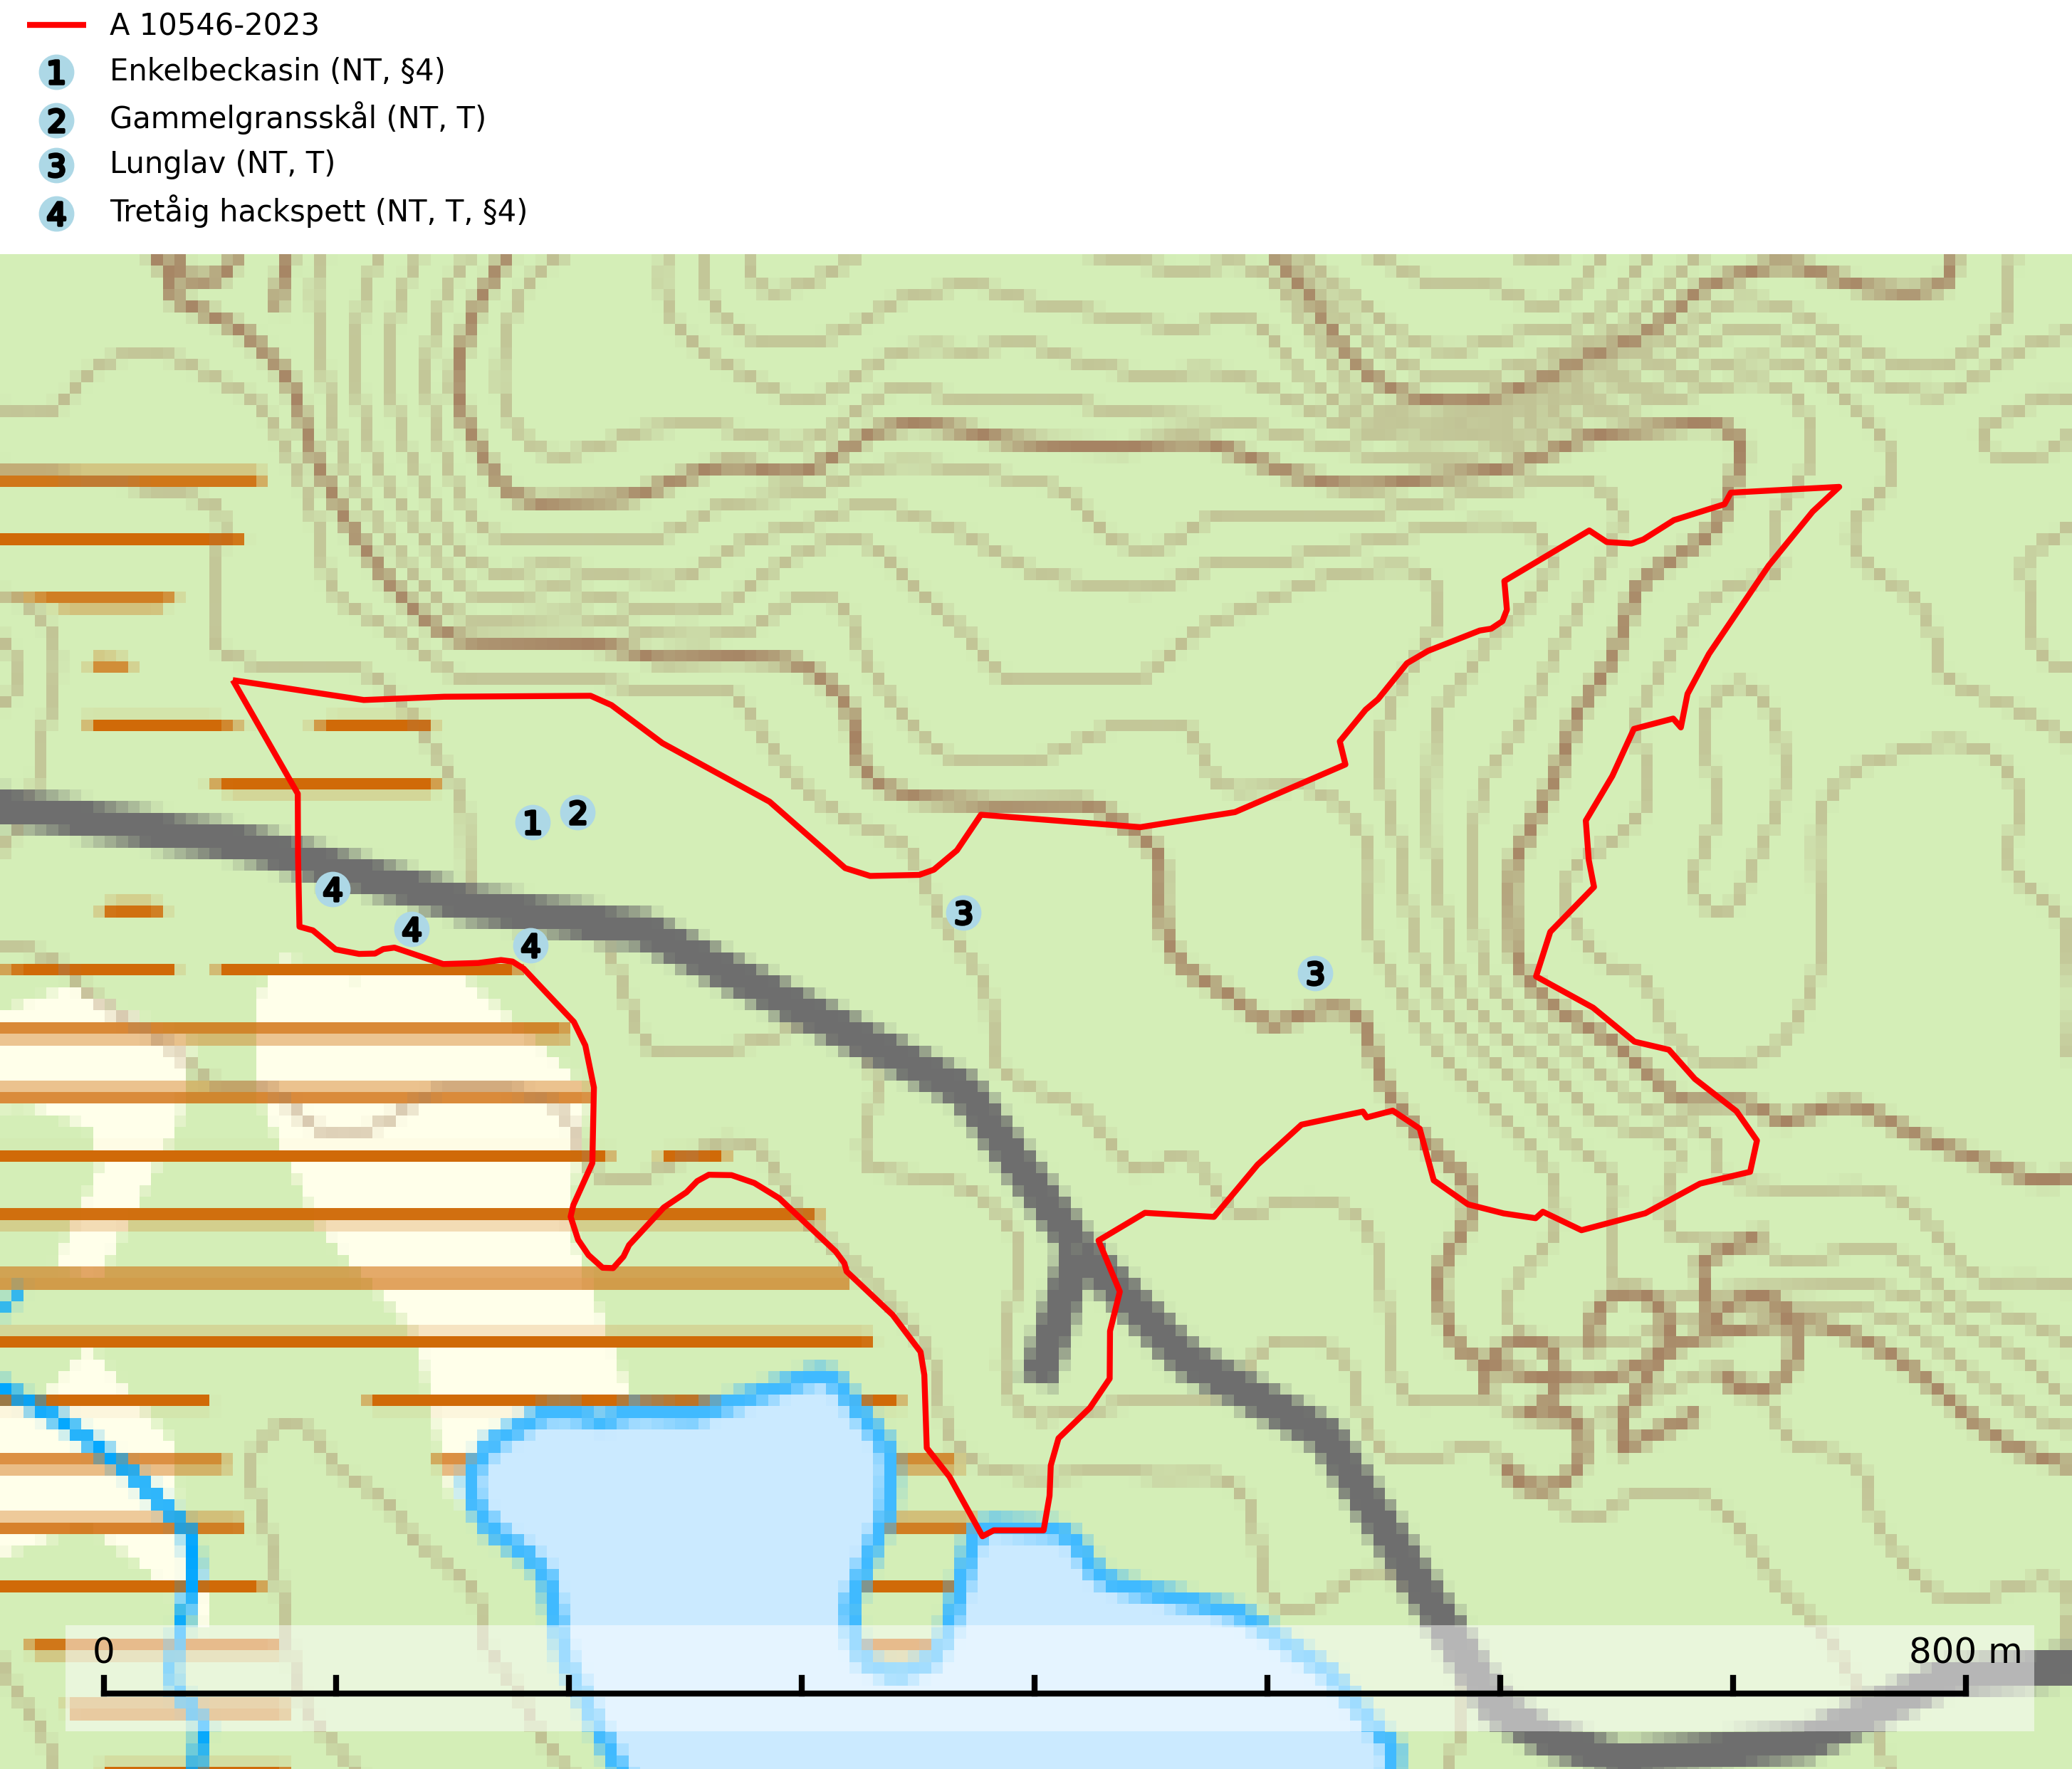 A 10546-2023
1 Enkelbeckasin (NT, §4)
2 Gammelgransskål (NT, T)
3 Lunglav (NT, T)
4 Tretåig hackspett (NT, T, §4)
1 2
4
3
4
4
3
0 800 m